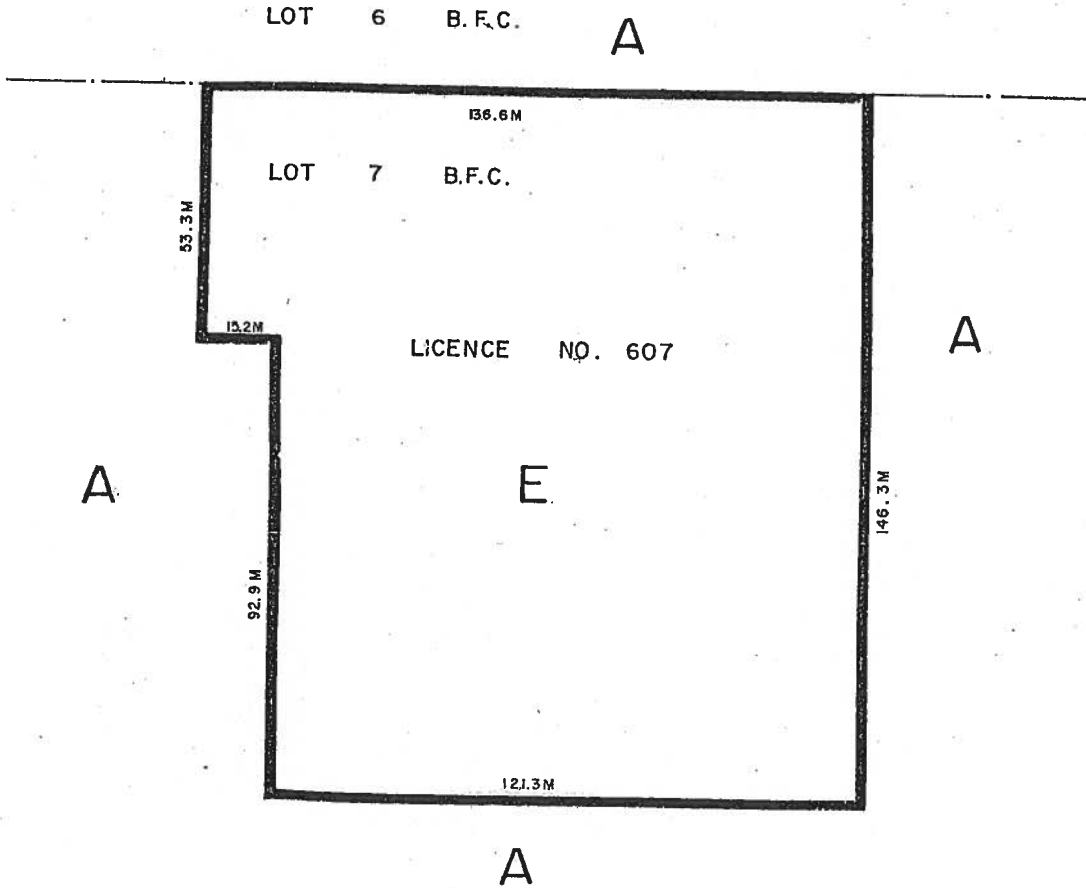 LOT 6 B.F.C.
A
136.6M
LOT 7 B.F.C.
53.3M
15.2M
LICENCE NO. 607
A
A
E
146.3M
92.9M
121.3M
A